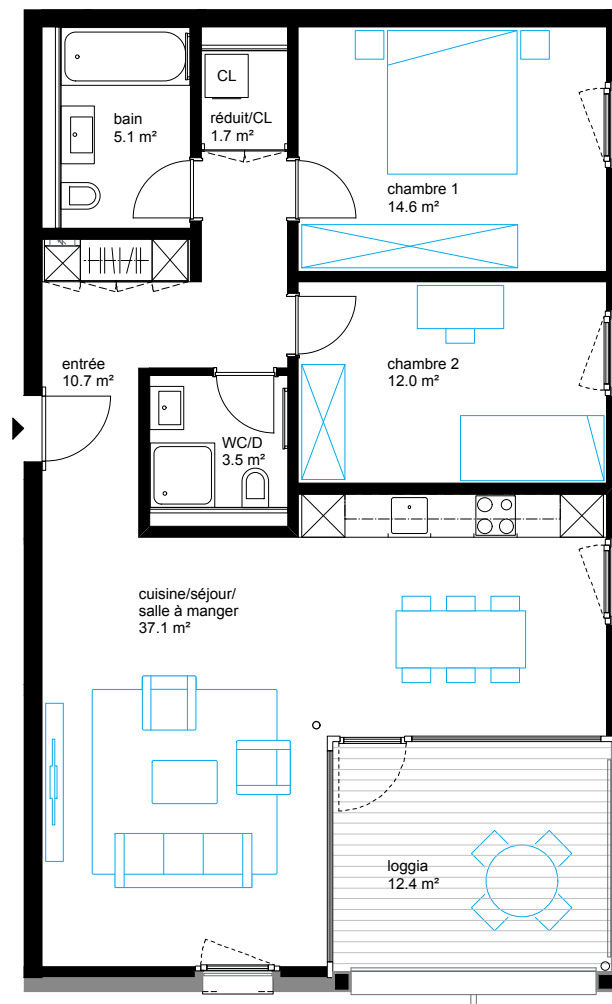 bain
5.1 m²
CL
réduit/CL
1.7 m²
chambre 1
14.6 m²
entrée
10.7 m²
chambre 2
12.0 m²
WC/D
3.5 m²
cuisine/séjour/
salle à manger
37.1 m²
loggia
12.4 m²